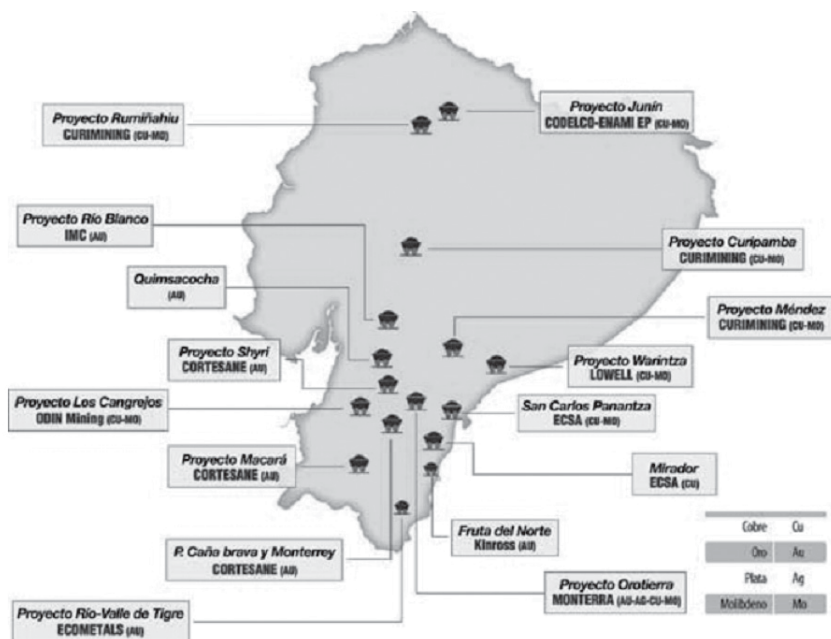 Proyecto Rumiñahiu
CURIMINING (CU-MO)
Proyecto Junín
CODELCO-ENAMI EP (CU-MO)
Proyecto Río Blanco
IMC (AU)
Proyecto Curipamba
CURIMINING (CU-MO)
Quimsacocha
(AU)
Proyecto Méndez
CURIMINING (CU-MO)
Proyecto Shyri
CORTESANE (AU)
Proyecto Warintza
LOWELL (CU-MO)
Proyecto Los Cangrejos
ODIN Mining (CU-MO)
San Carlos Panantza
ECSA (CU-MO)
Proyecto Macará
CORTESANE (AU)
Mirador
ECSA (CU)
Fruta del Norte
Kinross (AU)
P. Caña brava y Monterrey
CORTESANE (AU)
Proyecto Orotierra
MONTERRA (AU-AG-CU-MO)
Proyecto Río-Valle de Tigre
ECOMETALS (AU)
Cobre Cu
Oro Au
Plata Ag
Molibdeno Mo